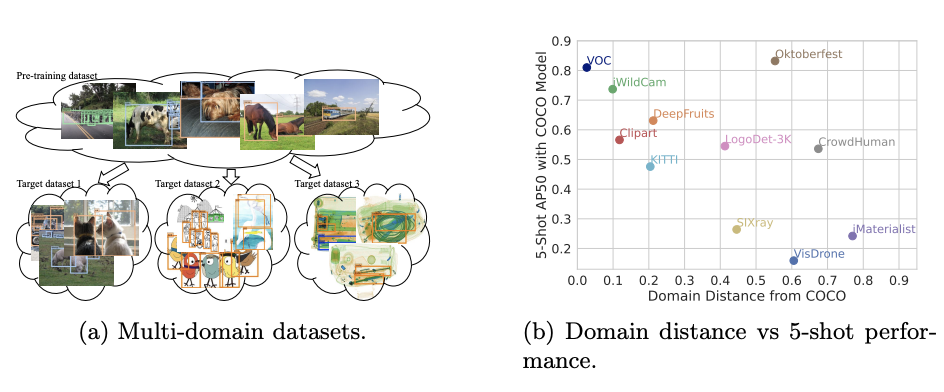 Pre-training dataset
Target dataset 1
Target dataset 2
Target dataset 3
(a) Multi-domain datasets.
5-Shot AP50 with COCO Model
0.9
0.8
0.7
0.6
0.5
0.4
0.3
0.2
VOC
Oktoberfest
iWildCam
DeepFruits
Clipart
LogoDet-3K
CrowdHuman
KITTI
SIXray
iMaterialist
VisDrone
0.0 0.1 0.2 0.3 0.4 0.5 0.6 0.7 0.8 0.9
Domain Distance from COCO
(b) Domain distance vs 5-shot perfor-
mance.